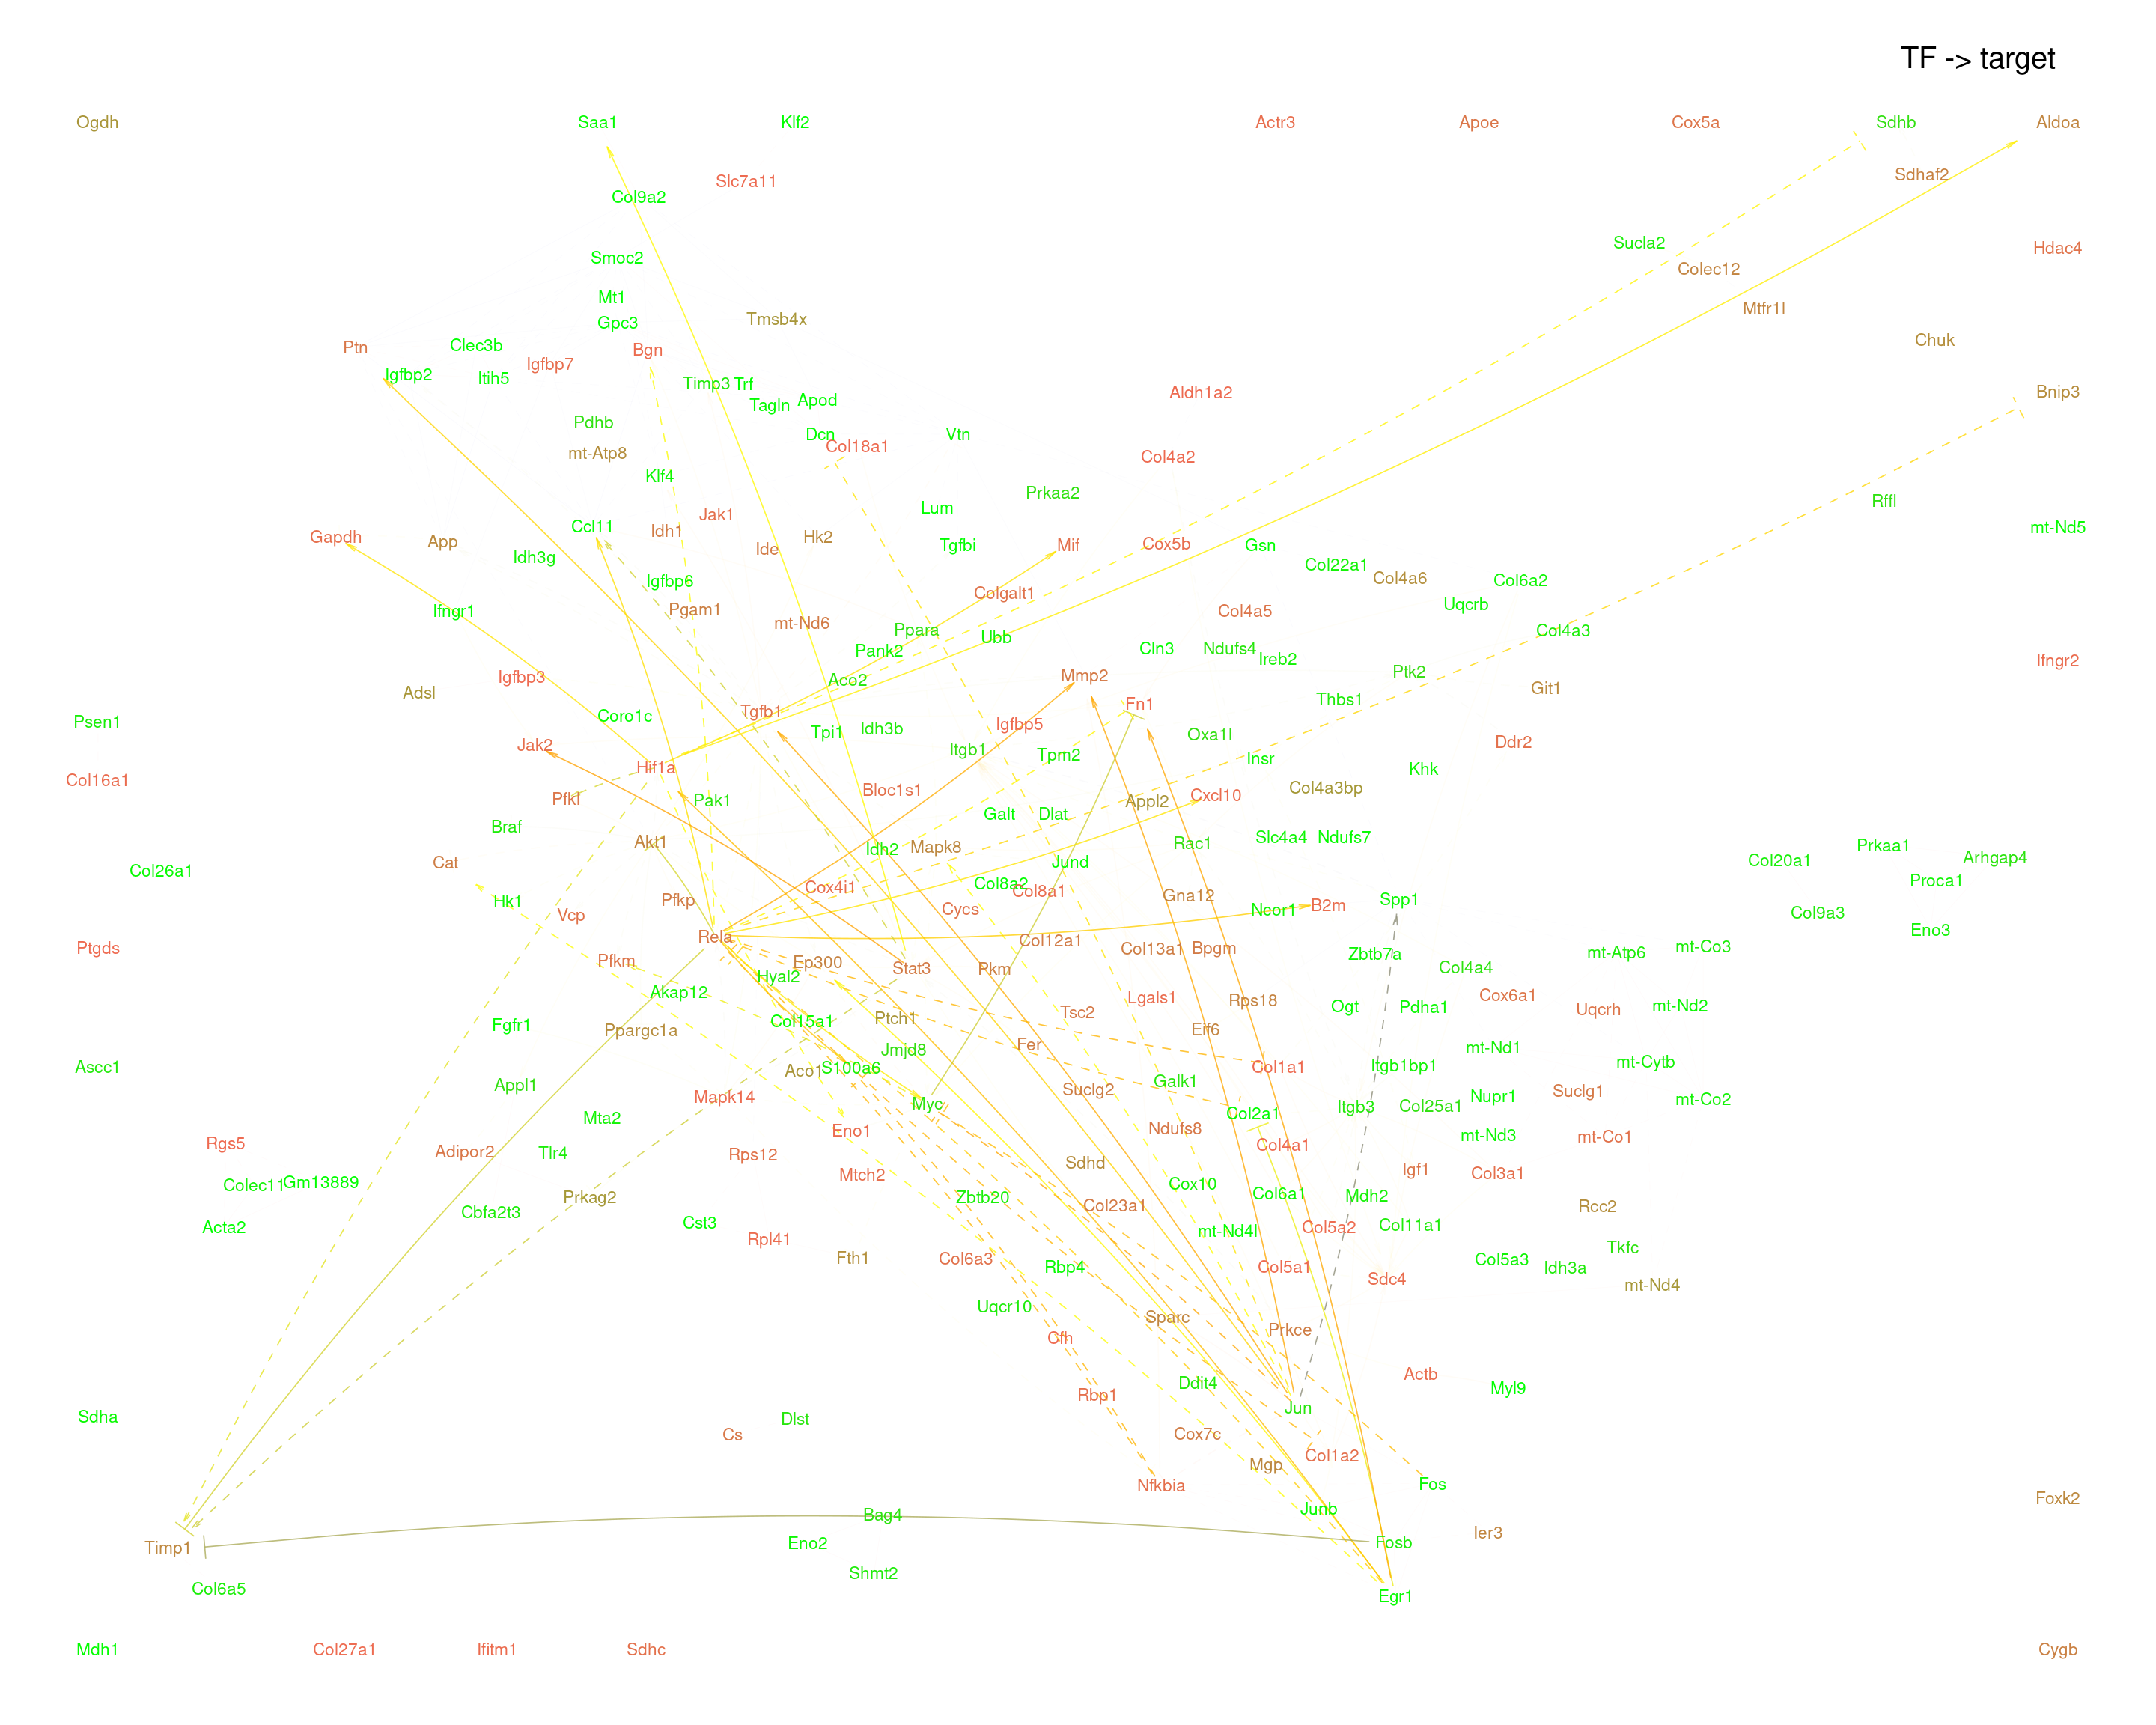 TF -> target
Ogdh Saa1 Klf2 Actr3 Apoe Cox5a Sdhb Aldoa
Sdhaf2
Slc7a11
Col9a2
Sucla2
Hdac4
Smoc2
Colec12
Mt1
Mtfr1l
Gpc3 Tmsb4x
Chuk
Ptn Clec3b Bgn
Igfbp7
Igfbp2 Itih5 Timp3 Trf
Aldh1a2 Bnip3
Tagln Apod
Pdhb
Dcn Vtn
Col18a1
mt-Atp8 Col4a2
Klf4
Prkaa2
Rffl
Lum
Jak1
Ccl11 Idh1 mt-Nd5
Gapdh App Hk2
Ide Tgfbi Mif Cox5b Gsn
Idh3g
Col22a1
Igfbp6 Col4a6 Col6a2
Colgalt1
Ifngr1 Pgam1 Col4a5 Uqcrb
mt-Nd6
Ppara Ubb Col4a3
Pank2 Cln3 Ndufs4
Ireb2 Ifngr2
Igfbp3 Aco2 Mmp2 Ptk2
Adsl Git1
Thbs1
Fn1
Psen1 Coro1c Tgfb1 Igfbp5
Tpi1 Idh3b Oxa1l
Jak2 Itgb1 Tpm2 Ddr2
Insr
Hif1a Khk
Col16a1
Bloc1s1 Col4a3bp
Pfkl Pak1 Appl2 Cxcl10
Galt Dlat
Braf
Akt1 Idh2 Mapk8 Rac1 Slc4a4 Ndufs7
Prkaa1
Cat Jund Col20a1 Arhgap4
Col26a1
Proca1
Cox4i1 Col8a2 Col8a1
Hk1 Pfkp Gna12 Spp1
Vcp Cycs Ncor1 B2m Col9a3
Eno3
Rela
Ptgds Col12a1 Col13a1 Bpgm mt-Co3
Pfkm Ep300 Zbtb7a mt-Atp6
Stat3 Pkm Col4a4
Hyal2
Akap12 Lgals1 Rps18 Cox6a1
Ogt Pdha1 Uqcrh mt-Nd2
Fgfr1 Col15a1 Ptch1 Tsc2
Ppargc1a Eif6
Jmjd8 Fer mt-Nd1
Ascc1 Aco1 S100a6 Col1a1 Itgb1bp1 mt-Cytb
Appl1 Galk1
Mapk14 Suclg2 Nupr1 Suclg1
Myc Itgb3 Col25a1 mt-Co2
Mta2 Col2a1
Eno1 Ndufs8
Rgs5 Col4a1 mt-Nd3 mt-Co1
Adipor2 Tlr4 Rps12
Sdhd
Mtch2 Igf1 Col3a1
Colec11 Gm13889 Cox10
Prkag2 Zbtb20 Col6a1 Mdh2
Col23a1 Rcc2
Cbfa2t3
Acta2 Cst3 mt-Nd4l Col5a2 Col11a1
Rpl41
Fth1 Col6a3 Col5a3 Tkfc
Rbp4 Col5a1 Idh3a
Sdc4 mt-Nd4
Uqcr10
Sparc Prkce
Cfh
Actb
Ddit4 Myl9
Rbp1
Sdha Dlst Jun
Cs Cox7c
Col1a2
Mgp
Nfkbia Fos
Foxk2
Bag4 Junb
Ier3
Timp1 Eno2 Fosb
Shmt2
Col6a5 Egr1
Mdh1 Col27a1 Ifitm1 Sdhc Cygb